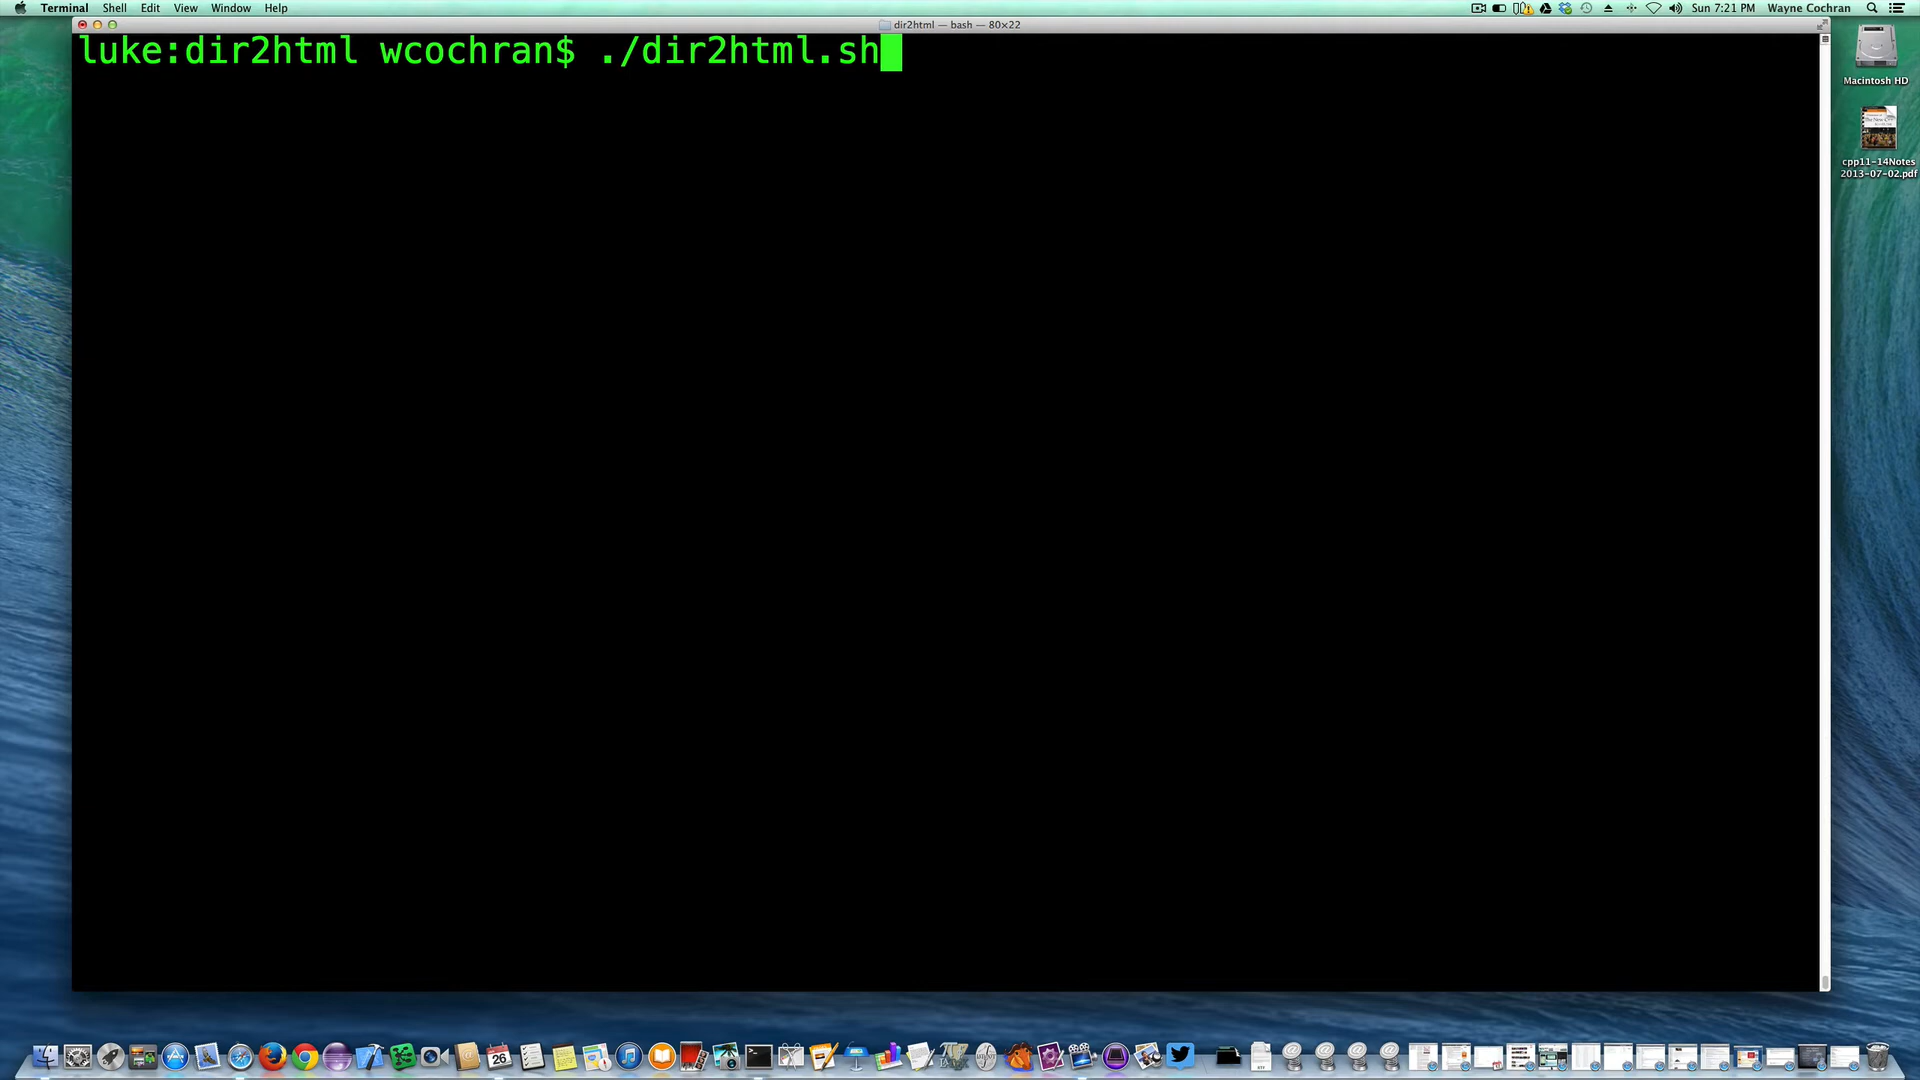 Terminal Shell Edit View Window Help
Sun 7:21 PM Wayne Cochran
dir2html — bash — 80×22
luke:dir2html wcochran$ ./dir2html.sh
Macintosh HD
cpp11-14Notes
2013-07-02.pdf
26